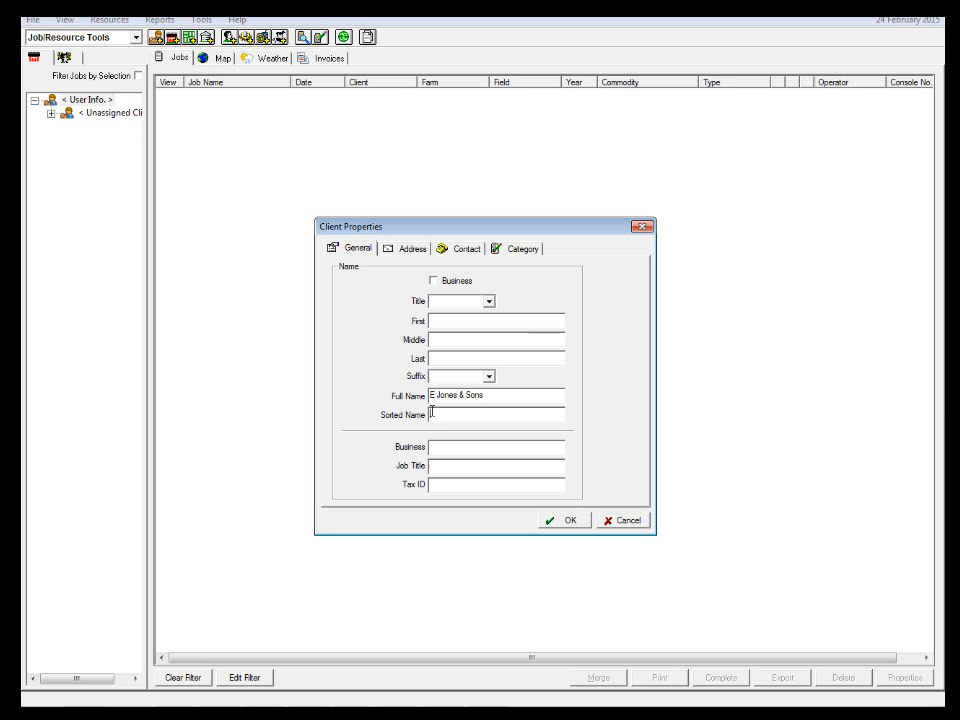 File View Resources Reports Tools Help 24 February 2015
Job/Resource Tools
Jobs Map Weather Invoices
Filter Jobs by Selection
View Job Name Date Client Farm Field Year Commodity Type Operator Console No.
< User Info. >
< Unassigned Cli
Client Properties
General Address Contact Category
Name
Business
Title
First
Middle
Last
Suffix
Full Name E Jones & Sons
Sorted Name
Business
Job Title
Tax ID
OK Cancel
Clear Filter Edit Filter Merge Print Complete Export Delete Properties